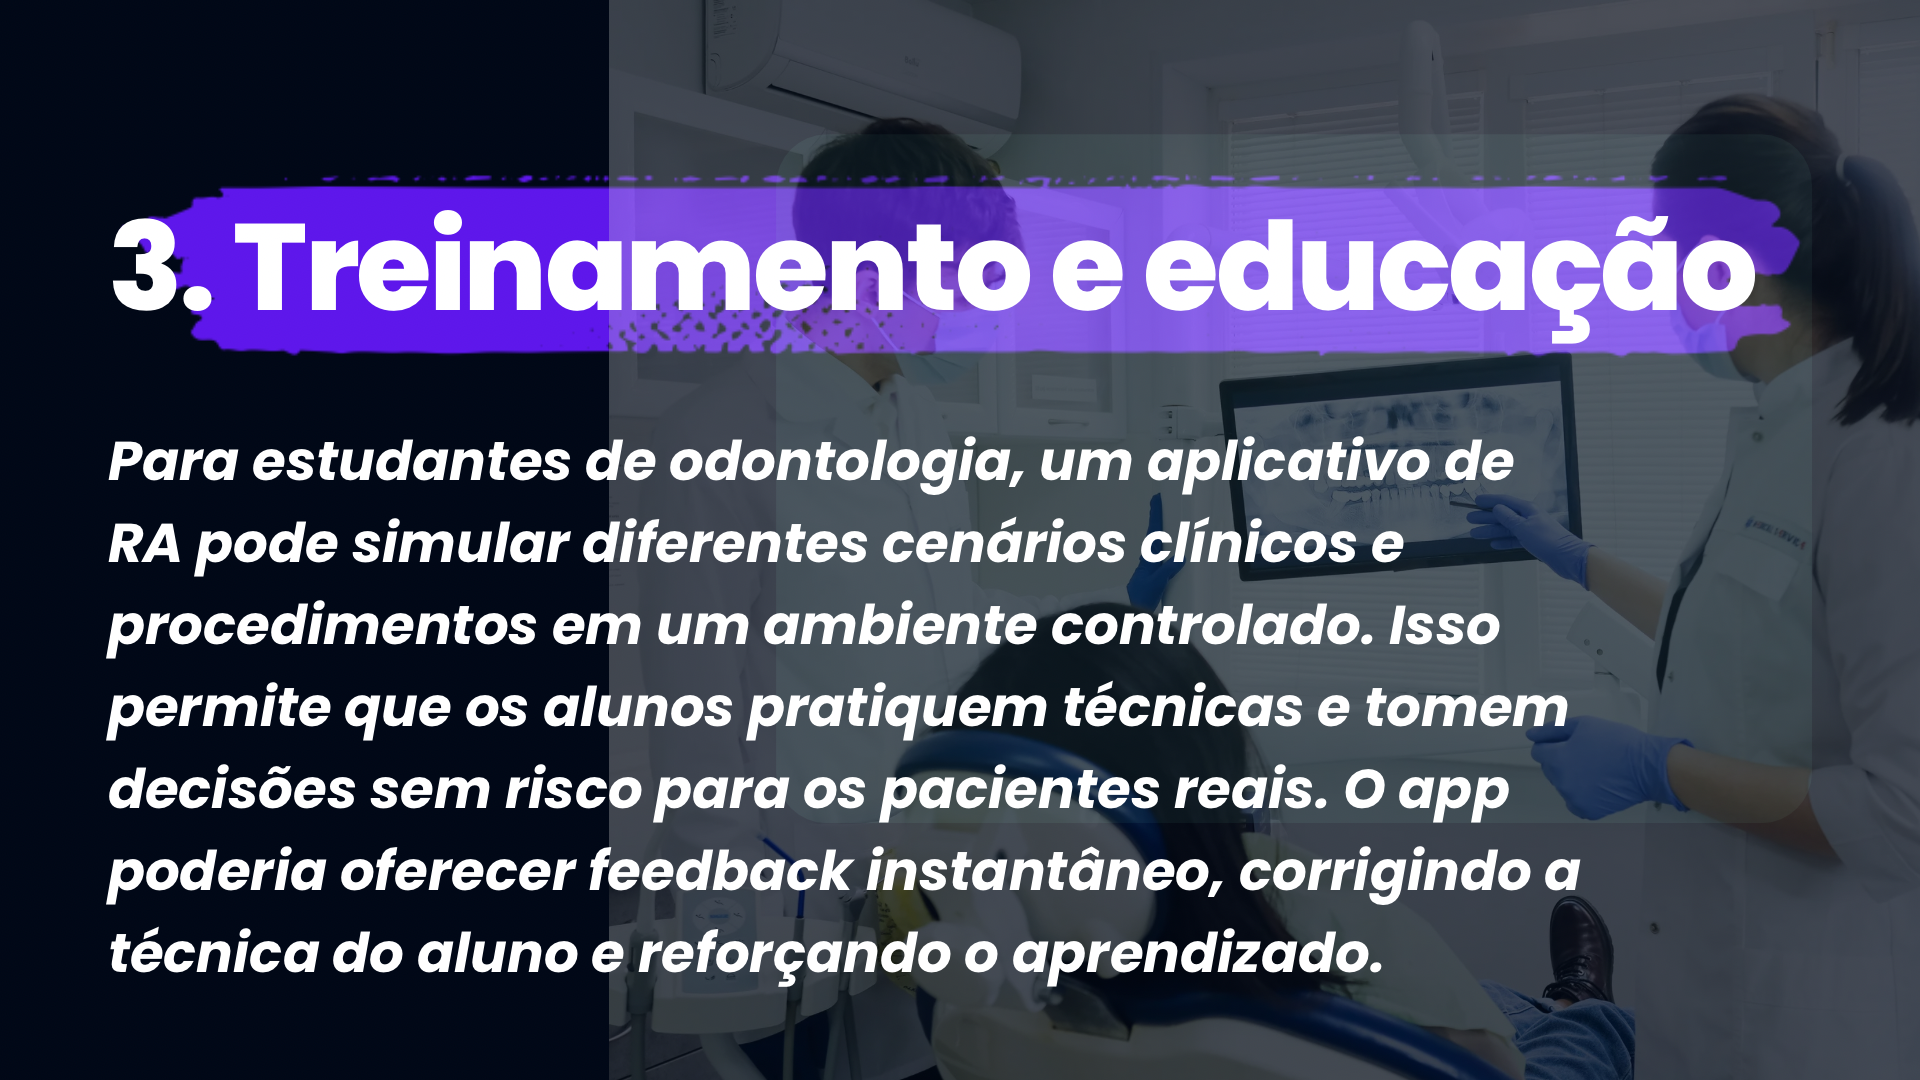 3. Treinamento e educação
Para estudantes de odontologia, um aplicativo de
RA pode simular diferentes cenários clínicos e
procedimentos em um ambiente controlado. Isso
permite que os alunos pratiquem técnicas e tomem
decisões sem risco para os pacientes reais. O app
poderia oferecer feedback instantâneo, corrigindo a
técnica do aluno e reforçando o aprendizado.